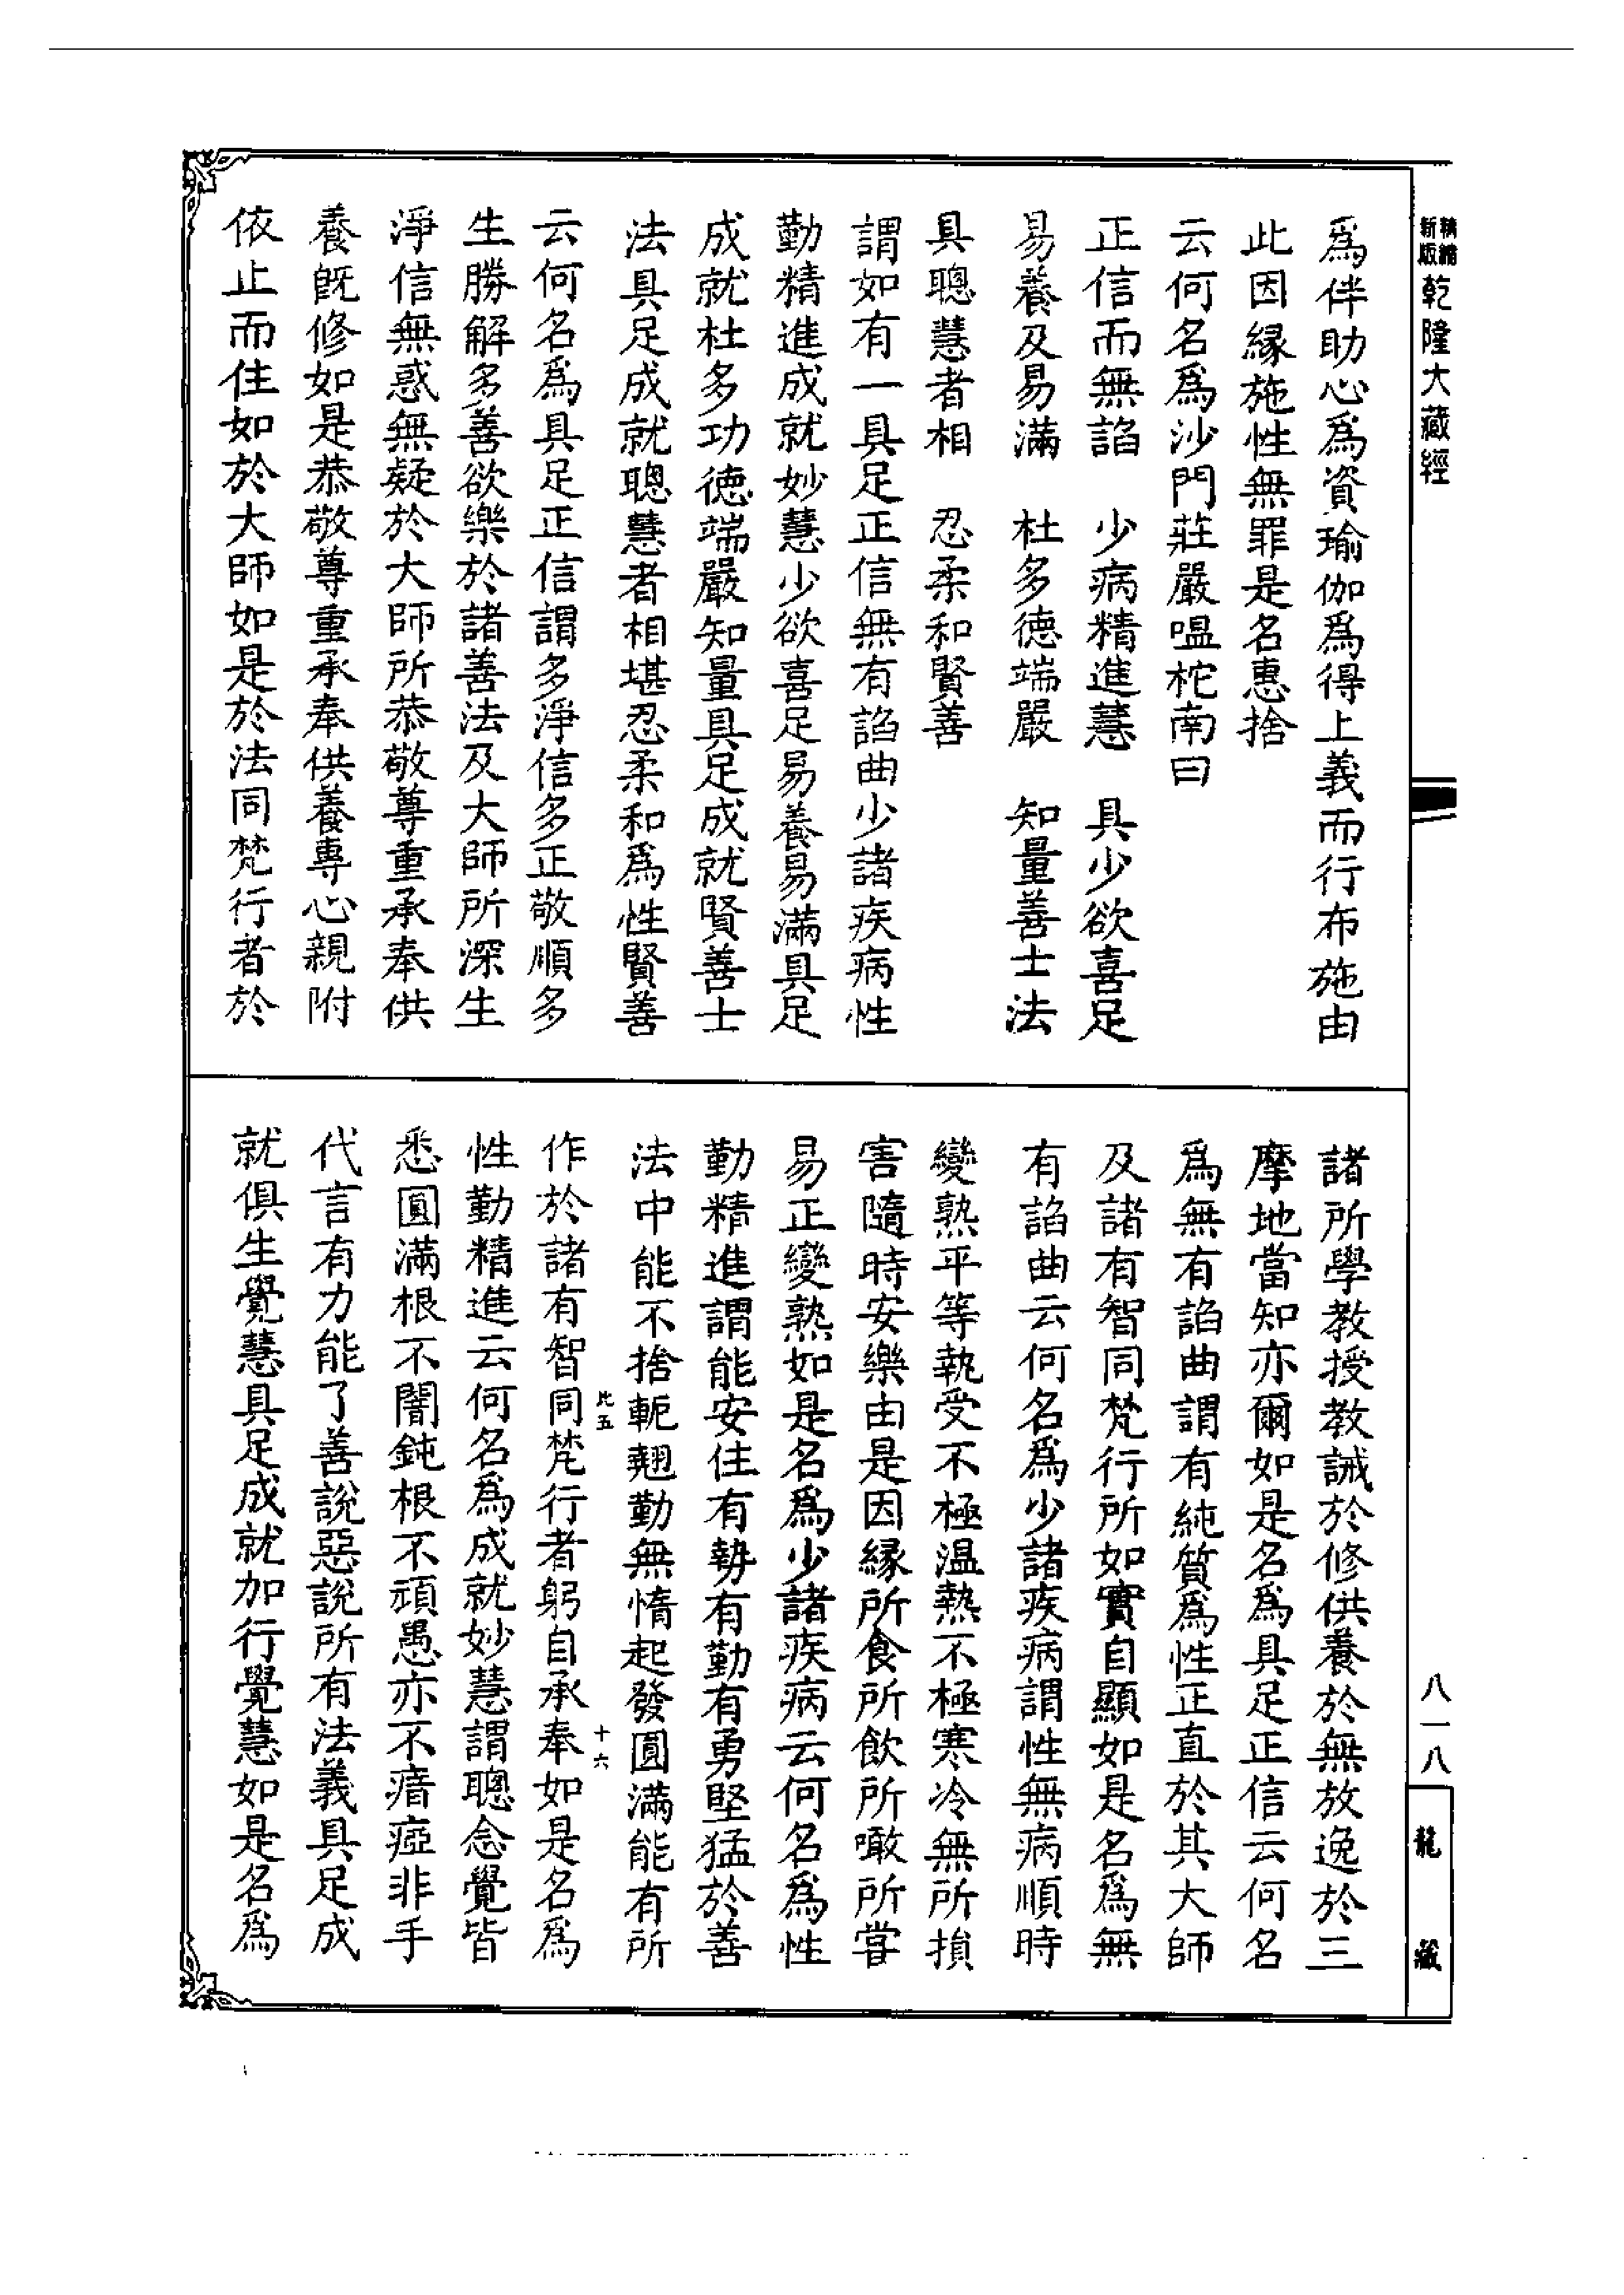 精縮新版乾隆大藏經
為伴助心為資瑜伽為得上義而行布施由
此因縁施性無罪是名惠捨
云何名為沙門莊嚴嗢柁南曰
正信而無諂　少病精進慧　具少欲喜足
易養及易滿　杜多德端嚴　知量善士法
具聰慧者相　忍柔和賢善
謂如有一具足正信無有諂曲少諸疾病性
勤精進成就妙慧少欲喜足易養易滿具足
成就杜多功德端嚴知量具足成就賢善士
法具足成就聰慧者相堪忍柔和為性賢善
云何名為具足正信謂多淨信多正敬順多
生勝解多善欲樂於諸善法及大師所深生
淨信無惑無疑於大師所恭敬尊重承奉供
養既修如是恭敬尊重承奉供養專心親附
依止而住如於大師如是於法同梵行者於
諸所學教授教誡於修供養於無放逸於三
摩地當知亦爾如是名為具足正信云何名
為無有諂曲謂有純質為性正直於其大師
及諸有智同梵行所如實自顯如是名為無
有諂曲云何名為少諸疾病謂性無病順時
變熟平等執受不極温熱不極寒冷無所損
害隨時安樂由是因縁所食所飲所噉所嘗
易正變熟如是名為少諸疾病云何名為性
勤精進謂能安住有勢有勤有勇堅猛於善
法中能不捨軛翹勤無惰起發圓滿能有所
比五　十六
作於諸有智同梵行者躬自承奉如是名為
性勤精進云何名為成就妙慧謂聰念覺皆
悉圓滿根不闇鈍根不頑愚亦不瘖瘂非手
代言有力能了善說惡說所有法義具足成
就俱生覺慧具足成就加行覺慧如是名為
八一八
龍藏